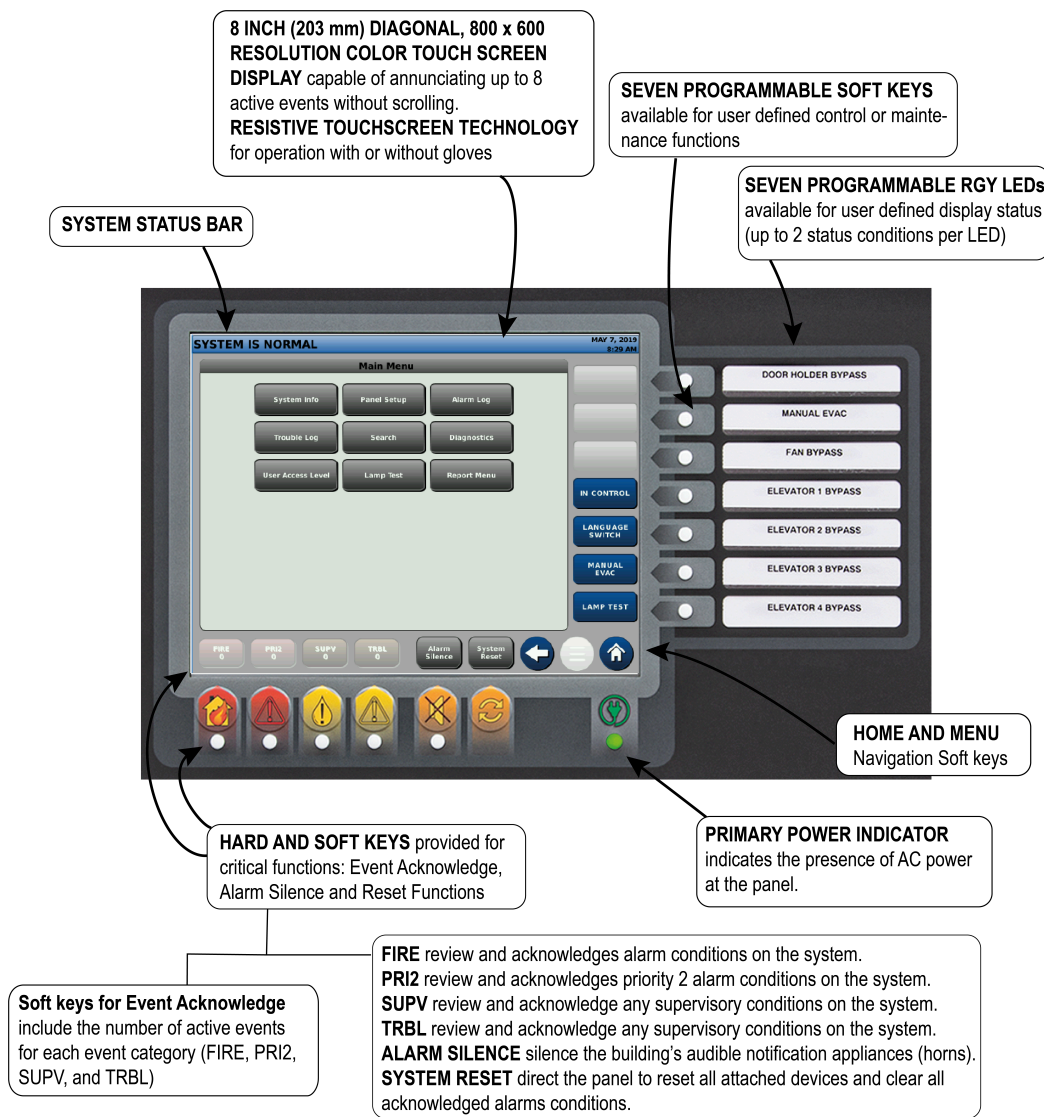 8 INCH (203 mm) DIAGONAL, 800 x 600
RESOLUTION COLOR TOUCH SCREEN
DISPLAY capable of annunciating up to 8
active events without scrolling.
RESISTIVE TOUCHSCREEN TECHNOLOGY
for operation with or without gloves
SEVEN PROGRAMMABLE SOFT KEYS
available for user defined control or mainte-
nance functions
SEVEN PROGRAMMABLE RGY LEDs
available for user defined display status
(up to 2 status conditions per LED)
SYSTEM STATUS BAR
SYSTEM IS NORMAL
MAY 7, 2019
8:29 AM
Main Menu
System Info
Panel Setup
Alarm Log
Trouble Log
Search
Diagnostics
User Access Level
Lamp Test
Report Menu
IN CONTROL
LANGUAGE
SWITCH
MANUAL
EVAC
LAMP TEST
DOOR HOLDER BYPASS
MANUAL EVAC
FAN BYPASS
ELEVATOR 1 BYPASS
ELEVATOR 2 BYPASS
ELEVATOR 3 BYPASS
ELEVATOR 4 BYPASS
FIRE
0
PRI2
0
SUPV
0
TRBL
0
Alarm
Silence
System
Reset
HOME AND MENU
Navigation Soft keys
HARD AND SOFT KEYS provided for
critical functions: Event Acknowledge,
Alarm Silence and Reset Functions
PRIMARY POWER INDICATOR
indicates the presence of AC power
at the panel.
Soft keys for Event Acknowledge
include the number of active events
for each event category (FIRE, PRI2,
SUPV, and TRBL)
FIRE review and acknowledges alarm conditions on the system.
PRI2 review and acknowledges priority 2 alarm conditions on the system.
SUPV review and acknowledge any supervisory conditions on the system.
TRBL review and acknowledge any supervisory conditions on the system.
ALARM SILENCE silence the building's audible notification appliances (horns).
SYSTEM RESET direct the panel to reset all attached devices and clear all
acknowledged alarms conditions.